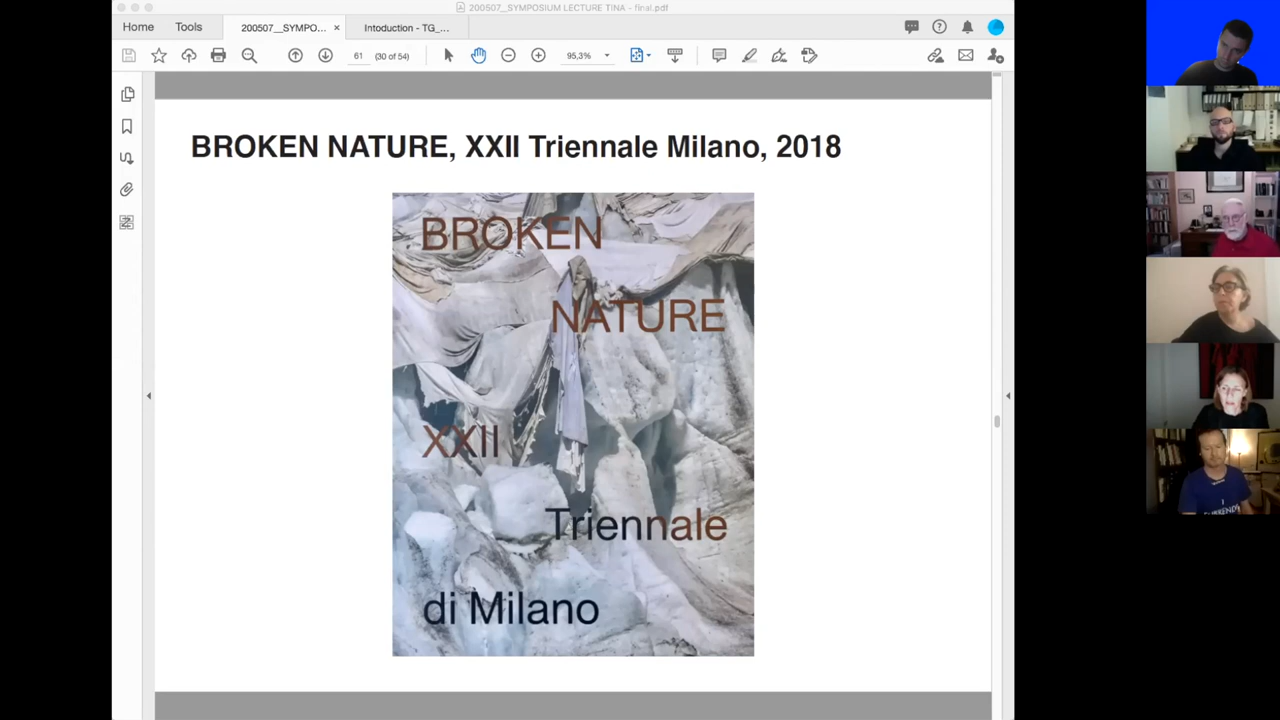 200507__SYMPOSIUM LECTURE TINA - final.pdf
Home
Tools
200507__SYMPO...
×
Intoduction - TG_...
61
(30 of 54)
95,3%
BROKEN NATURE, XXII Triennale Milano, 2018
BROKEN
NATURE
XXII
Triennale
di Milano
I